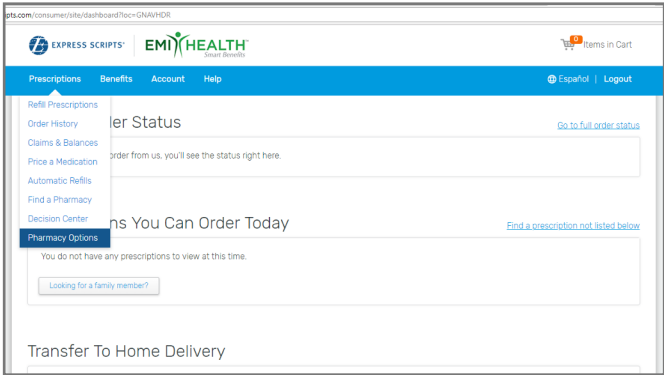 ipts.com/consumer/site/dashboard?loc=GNAVHDR
EXPRESS SCRIPTS® EMI HEALTH
Smart Benefits
0 Items in Cart
Prescriptions Benefits Account Help Español | Logout
Refill Prescriptions
Order History
Claims & Balances
Price a Medication
Automatic Refills
Find a Pharmacy
Decision Center
Pharmacy Options
er Status Go to full order status
order from us, you'll see the status right here.
ns You Can Order Today Find a prescription not listed below
You do not have any prescriptions to view at this time.
Looking for a family member?
Transfer To Home Delivery